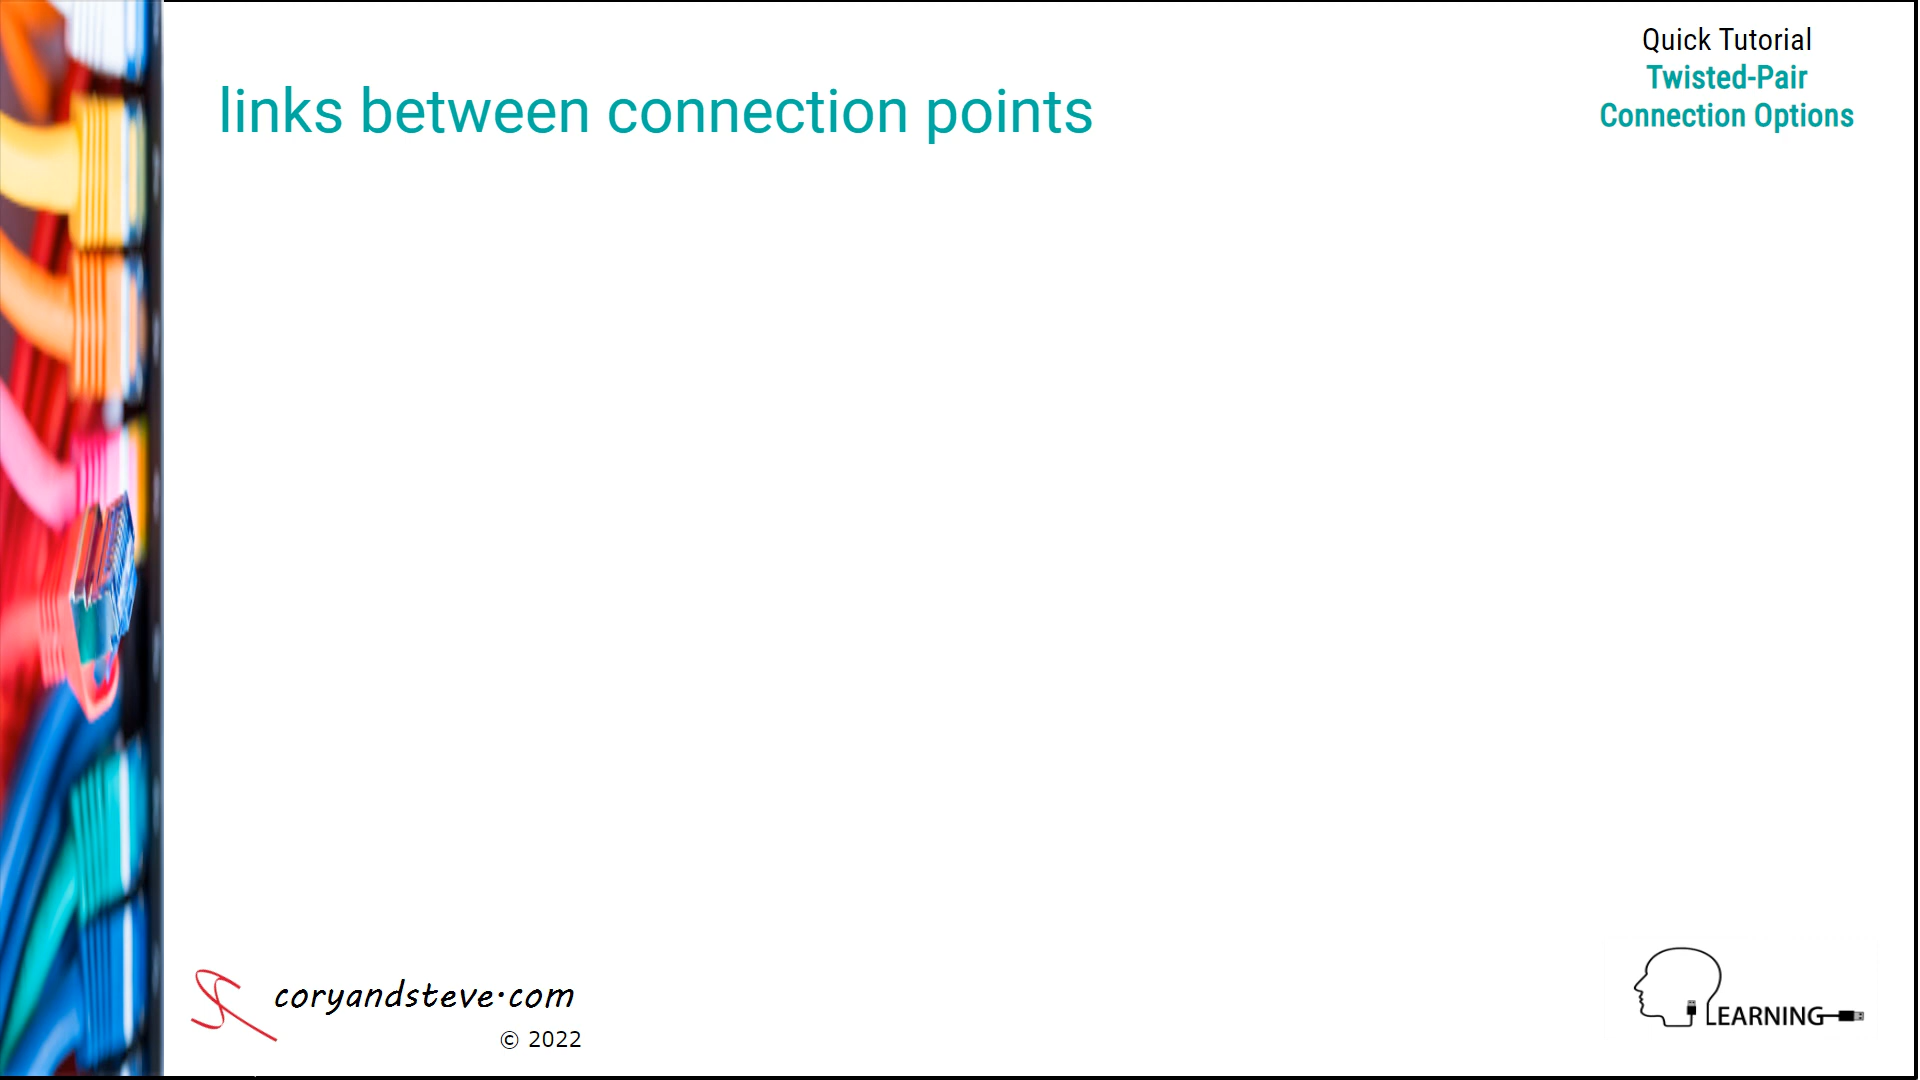 Quick Tutorial
Twisted-Pair
Connection Options
links between connection points
coryandsteve.com
© 2022
LEARNING